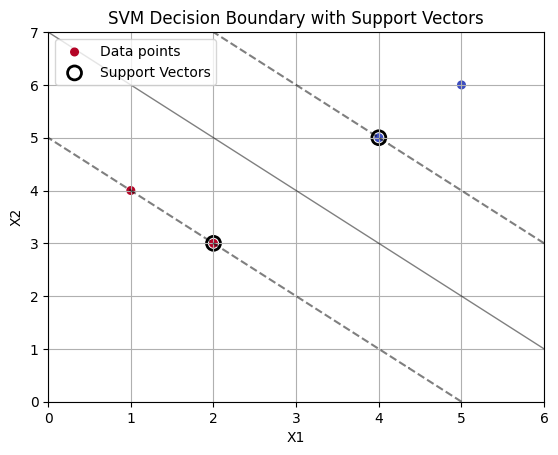 SVM Decision Boundary with Support Vectors
Data points
Support Vectors
7
6
5
4
3
2
1
0
X2
0 1 2 3 4 5 6
X1